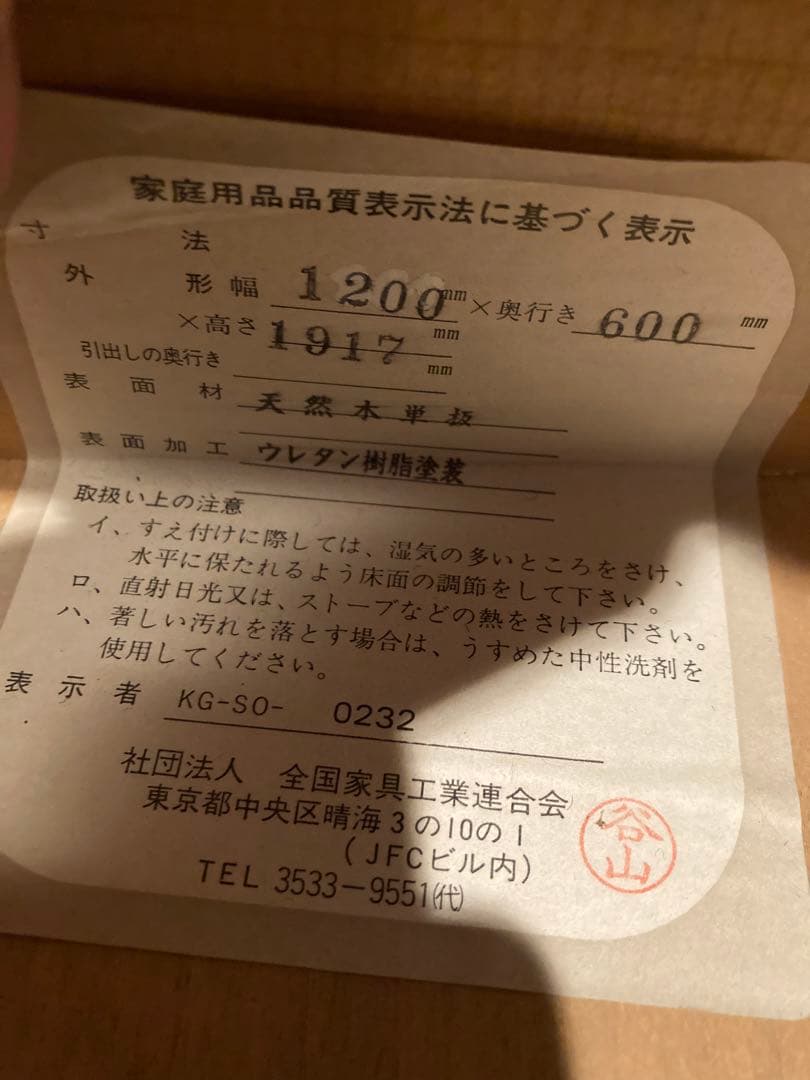 家庭用品品質表示法に基づく表示
寸法
外形幅 1200mm×奥行き 600mm
×高さ 1917mm
引出しの奥行き mm
表面材 天然木単板
表面加工 ウレタン樹脂塗装
取扱い上の注意
イ、すえ付けに際しては、湿気の多いところをさけ、
水平に保たれるよう床面の調節をして下さい。
ロ、直射日光又は、ストーブなどの熱をさけて下さい。
ハ、著しい汚れを落とす場合は、うすめた中性洗剤を
使用してください。
表示者 KG-SO- 0232
社団法人 全国家具工業連合会
東京都中央区晴海3の10の1
(JFCビル内)
TEL 3533-9551㈹
谷山